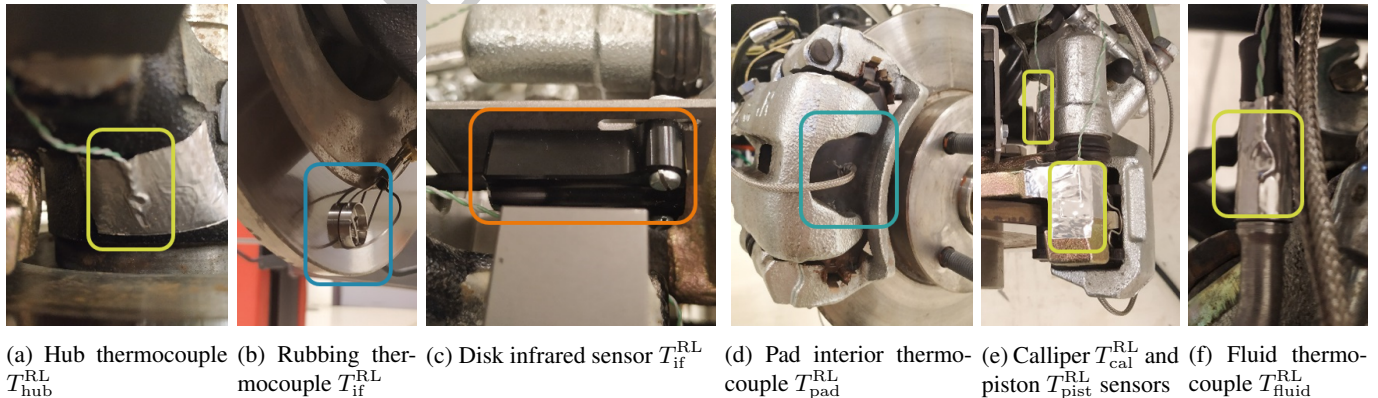 (a) Hub thermocouple
T_hub^RL
(b) Rubbing ther-
mocouple T_if^RL
(c) Disk infrared sensor T_if^RL
(d) Pad interior thermo-
couple T_pad^RL
(e) Calliper T_cal^RL and
piston T_pist^RL sensors
(f) Fluid thermo-
couple T_fluid^RL